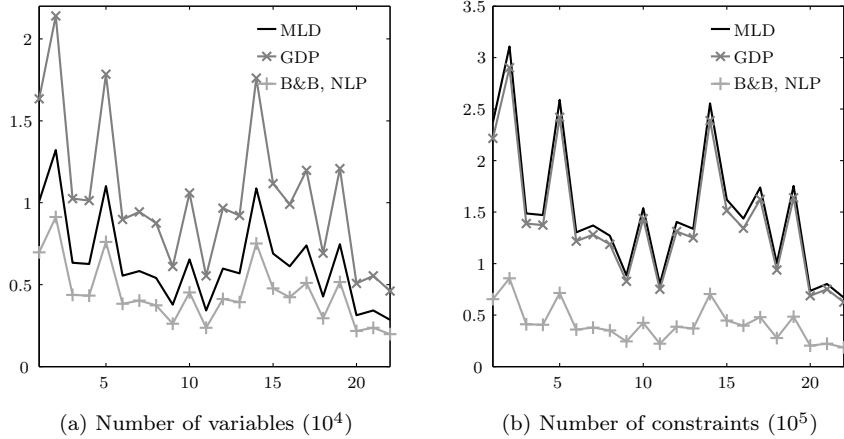 2
1.5
1
0.5
0
5
10
15
20
MLD
GDP
B&B, NLP
(a) Number of variables (10⁴)
3.5
3
2.5
2
1.5
1
0.5
0
5
10
15
20
MLD
GDP
B&B, NLP
(b) Number of constraints (10⁵)